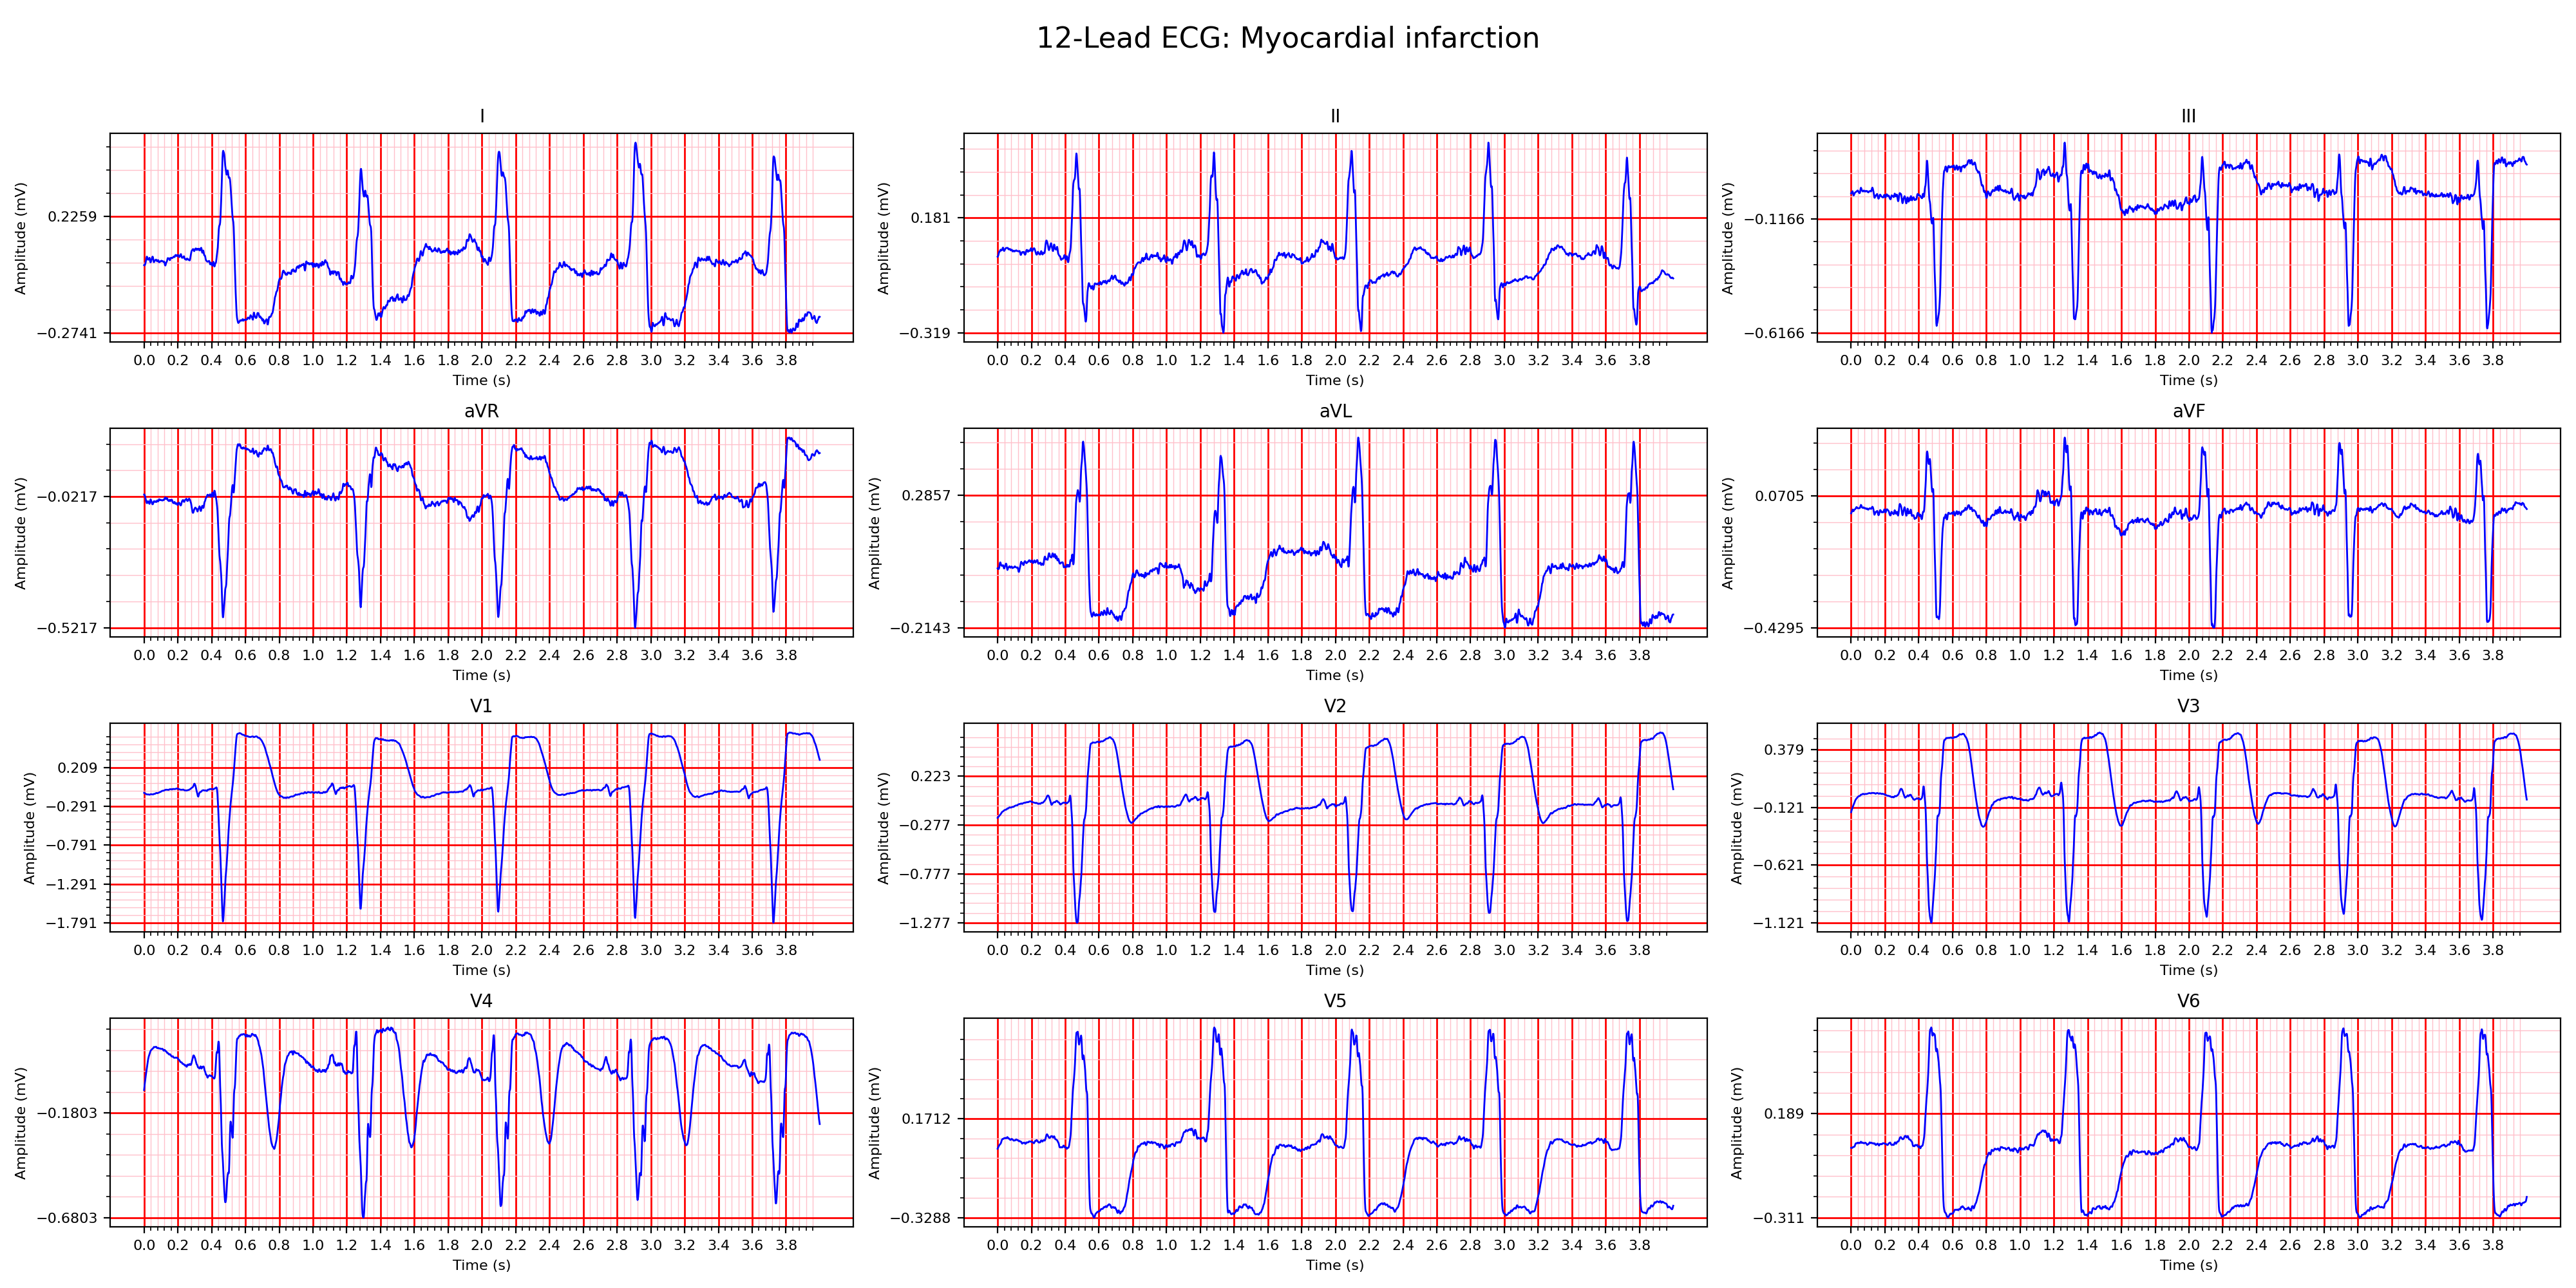 12-Lead ECG: Myocardial infarction
I
Amplitude (mV)
0.2259
−0.2741
0.0 0.2 0.4 0.6 0.8 1.0 1.2 1.4 1.6 1.8 2.0 2.2 2.4 2.6 2.8 3.0 3.2 3.4 3.6 3.8
Time (s)
II
Amplitude (mV)
0.181
−0.319
0.0 0.2 0.4 0.6 0.8 1.0 1.2 1.4 1.6 1.8 2.0 2.2 2.4 2.6 2.8 3.0 3.2 3.4 3.6 3.8
Time (s)
III
Amplitude (mV)
−0.1166
−0.6166
0.0 0.2 0.4 0.6 0.8 1.0 1.2 1.4 1.6 1.8 2.0 2.2 2.4 2.6 2.8 3.0 3.2 3.4 3.6 3.8
Time (s)
aVR
Amplitude (mV)
−0.0217
−0.5217
0.0 0.2 0.4 0.6 0.8 1.0 1.2 1.4 1.6 1.8 2.0 2.2 2.4 2.6 2.8 3.0 3.2 3.4 3.6 3.8
Time (s)
aVL
Amplitude (mV)
0.2857
−0.2143
0.0 0.2 0.4 0.6 0.8 1.0 1.2 1.4 1.6 1.8 2.0 2.2 2.4 2.6 2.8 3.0 3.2 3.4 3.6 3.8
Time (s)
aVF
Amplitude (mV)
0.0705
−0.4295
0.0 0.2 0.4 0.6 0.8 1.0 1.2 1.4 1.6 1.8 2.0 2.2 2.4 2.6 2.8 3.0 3.2 3.4 3.6 3.8
Time (s)
V1
Amplitude (mV)
0.209
−0.291
−0.791
−1.291
−1.791
0.0 0.2 0.4 0.6 0.8 1.0 1.2 1.4 1.6 1.8 2.0 2.2 2.4 2.6 2.8 3.0 3.2 3.4 3.6 3.8
Time (s)
V2
Amplitude (mV)
0.223
−0.277
−0.777
−1.277
0.0 0.2 0.4 0.6 0.8 1.0 1.2 1.4 1.6 1.8 2.0 2.2 2.4 2.6 2.8 3.0 3.2 3.4 3.6 3.8
Time (s)
V3
Amplitude (mV)
0.379
−0.121
−0.621
−1.121
0.0 0.2 0.4 0.6 0.8 1.0 1.2 1.4 1.6 1.8 2.0 2.2 2.4 2.6 2.8 3.0 3.2 3.4 3.6 3.8
Time (s)
V4
Amplitude (mV)
−0.1803
−0.6803
0.0 0.2 0.4 0.6 0.8 1.0 1.2 1.4 1.6 1.8 2.0 2.2 2.4 2.6 2.8 3.0 3.2 3.4 3.6 3.8
Time (s)
V5
Amplitude (mV)
0.1712
−0.3288
0.0 0.2 0.4 0.6 0.8 1.0 1.2 1.4 1.6 1.8 2.0 2.2 2.4 2.6 2.8 3.0 3.2 3.4 3.6 3.8
Time (s)
V6
Amplitude (mV)
0.189
−0.311
0.0 0.2 0.4 0.6 0.8 1.0 1.2 1.4 1.6 1.8 2.0 2.2 2.4 2.6 2.8 3.0 3.2 3.4 3.6 3.8
Time (s)